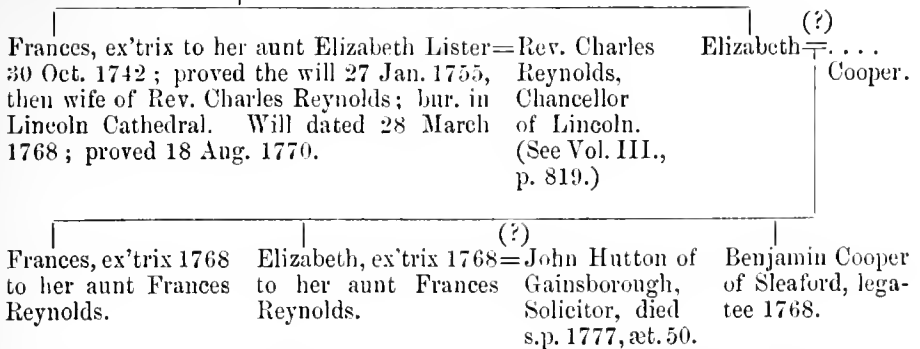 (?)
Frances, ex'trix to her aunt Elizabeth Lister=Rev. Charles
30 Oct. 1742 ; proved the will 27 Jan. 1755,
then wife of Rev. Charles Reynolds; bur. in
Lincoln Cathedral. Will dated 28 March
1768 ; proved 18 Aug. 1770.
Reynolds,
Chancellor
of Lincoln.
(See Vol. III.,
p. 819.)
Elizabeth=. . . .
Cooper.
Frances, ex'trix 1768
to her aunt Frances
Reynolds.
(?)
Elizabeth, ex'trix 1768=John Hutton of
to her aunt Frances
Reynolds.
Gainsborough,
Solicitor, died
s.p. 1777, æt. 50.
Benjamin Cooper
of Sleaford, lega-
tee 1768.